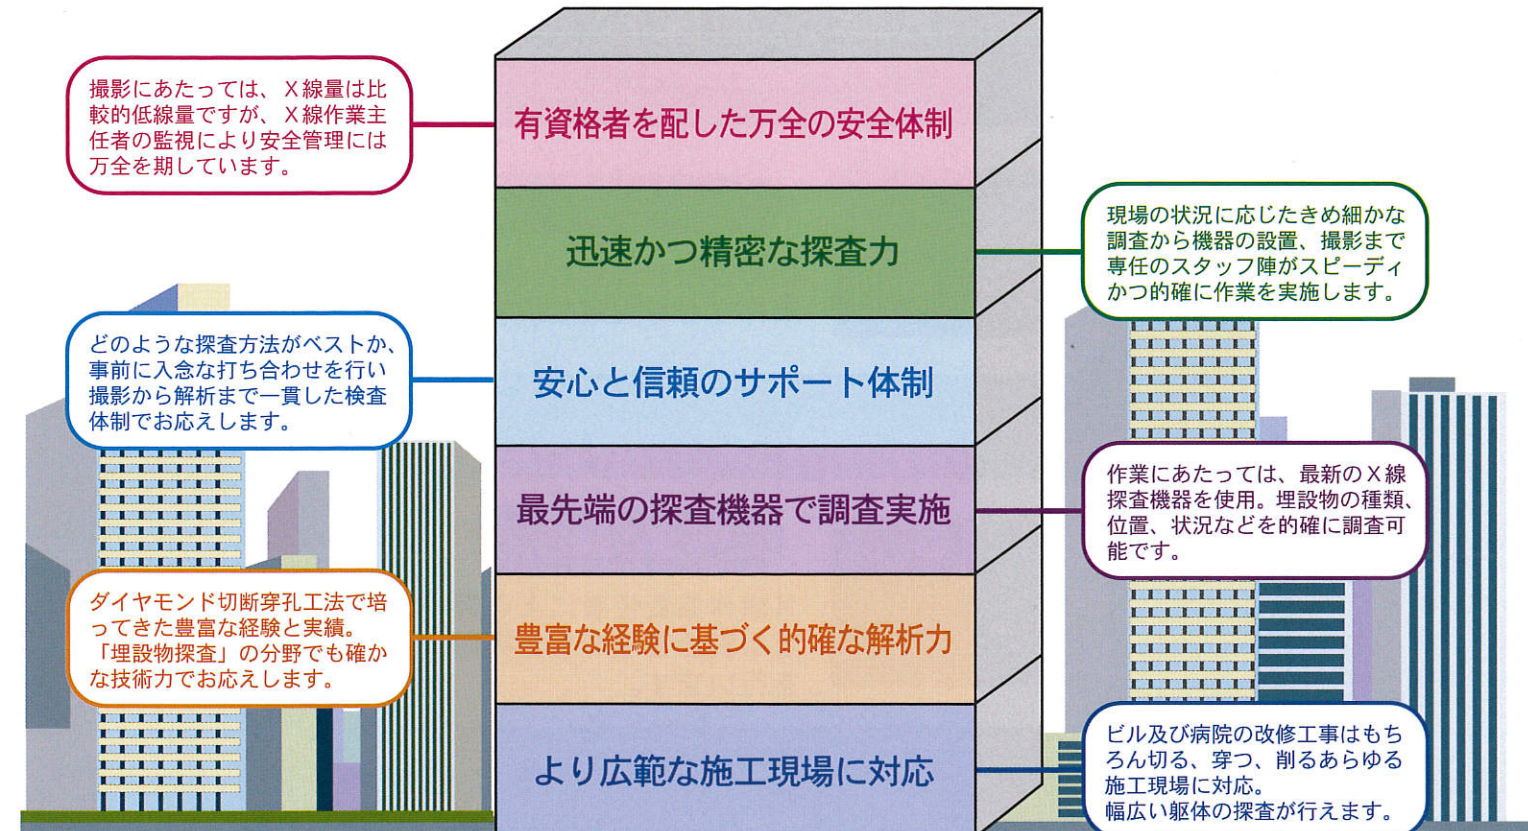 撮影にあたっては、X線量は比
較的低線量ですが、X線作業主
任者の監視により安全管理には
万全を期しています。
有資格者を配した万全の安全体制
迅速かつ精密な探査力
現場の状況に応じたきめ細かな
調査から機器の設置、撮影まで
専任のスタッフ陣がスピーディ
かつ的確に作業を実施します。
どのような探査方法がベストか、
事前に入念な打ち合わせを行い
撮影から解析まで一貫した検査
体制でお応えします。
安心と信頼のサポート体制
最先端の探査機器で調査実施
作業にあたっては、最新のX線
探査機器を使用。埋設物の種類、
位置、状況などを的確に調査可
能です。
ダイヤモンド切断穿孔工法で培
ってきた豊富な経験と実績。
「埋設物探査」の分野でも確か
な技術力でお応えします。
豊富な経験に基づく的確な解析力
より広範な施工現場に対応
ビル及び病院の改修工事はもち
ろん切る、穿つ、削るあらゆる
施工現場に対応。
幅広い躯体の探査が行えます。